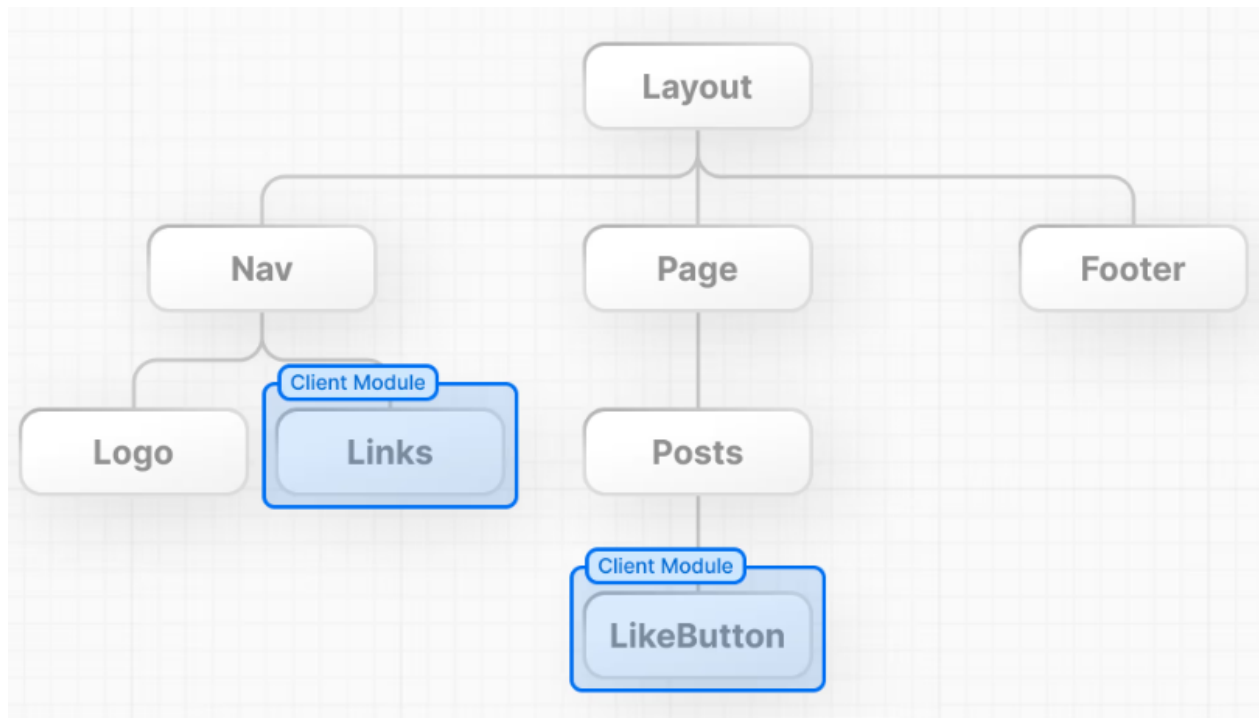 Layout
Nav
Page
Footer
Client Module
Logo
Links
Posts
Client Module
LikeButton